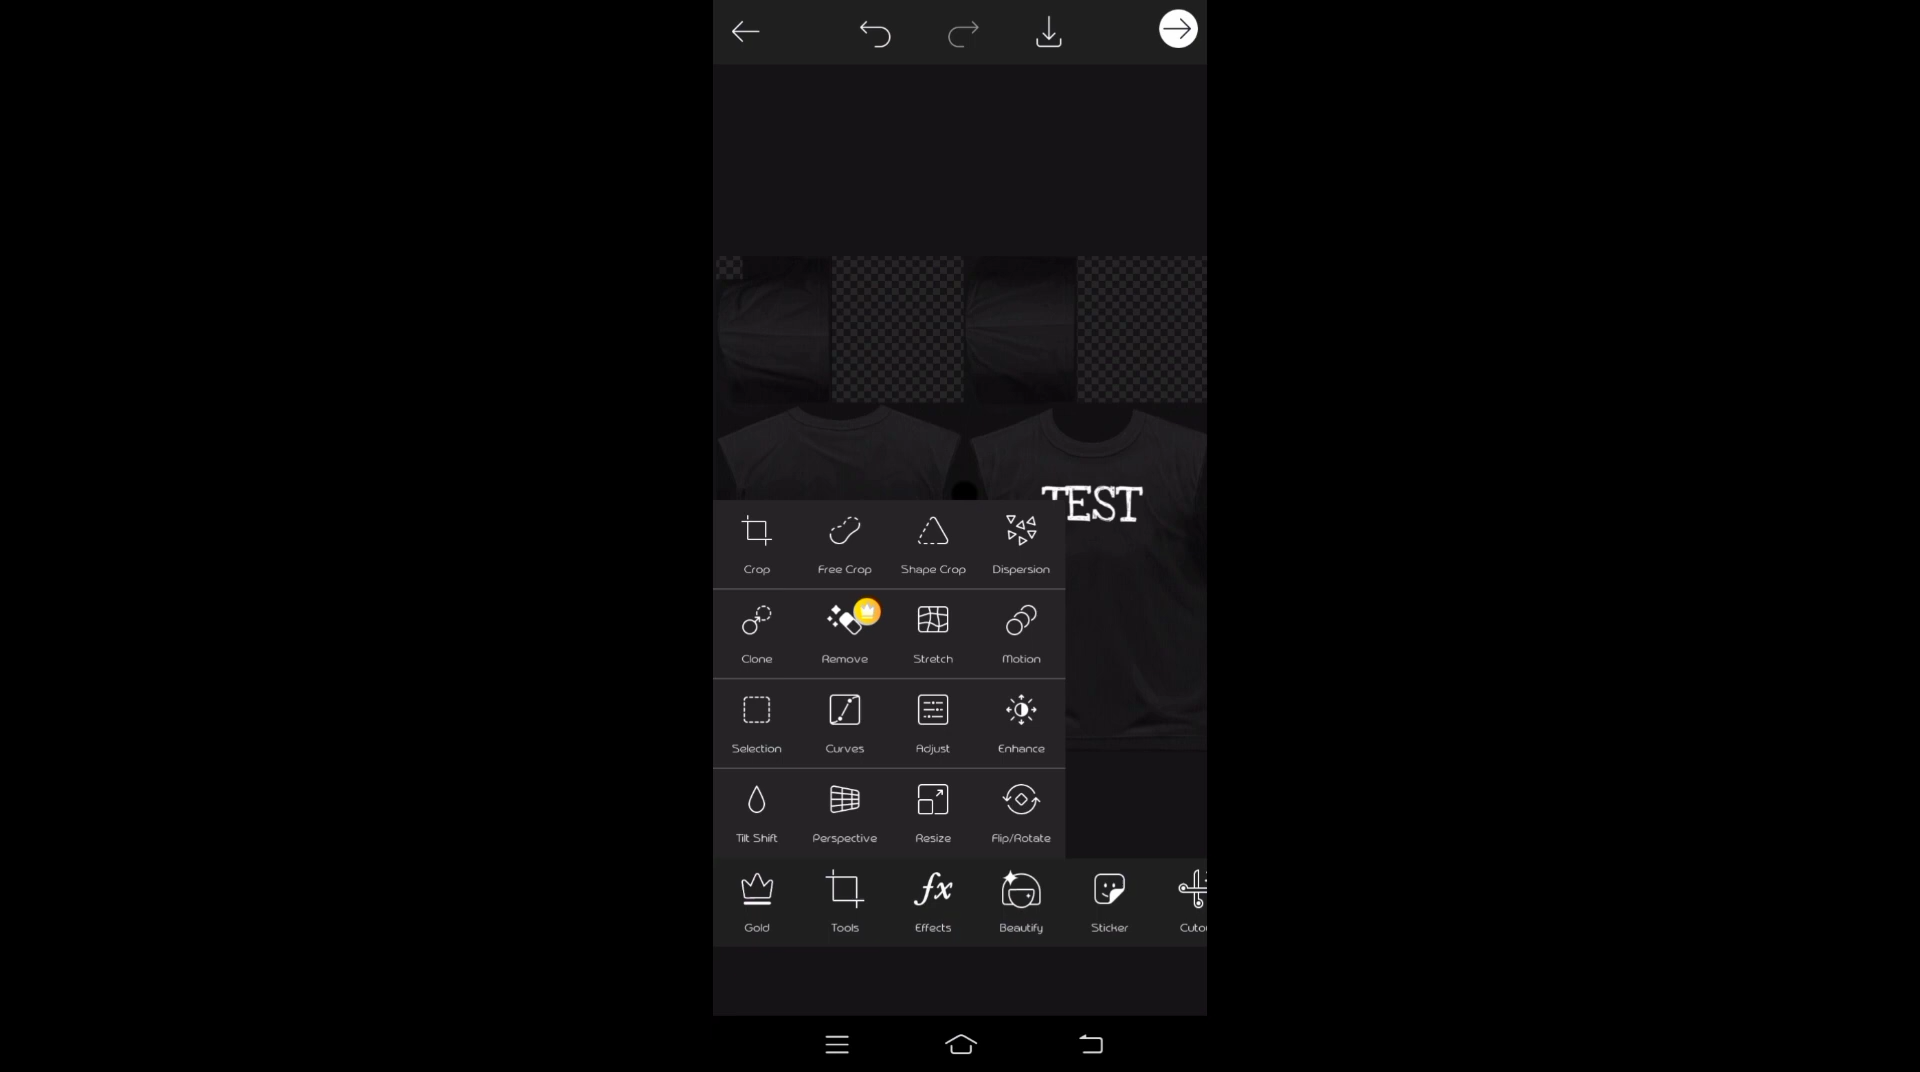 TEST
Crop Free Crop Shape Crop Dispersion
Clone Remove Stretch Motion
Selection Curves Adjust Enhance
Tilt Shift Perspective Resize Flip/Rotate
Gold Tools Effects Beautify Sticker Cuto